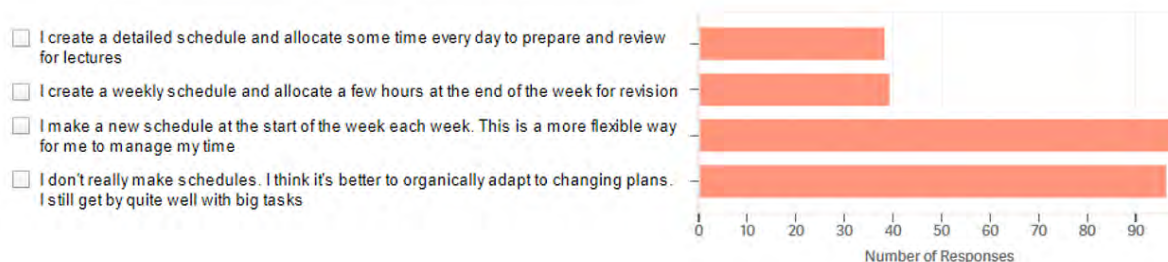 I create a detailed schedule and allocate some time every day to prepare and review
for lectures
I create a weekly schedule and allocate a few hours at the end of the week for revision
I make a new schedule at the start of the week each week. This is a more flexible way
for me to manage my time
I don't really make schedules. I think it's better to organically adapt to changing plans.
I still get by quite well with big tasks
0 10 20 30 40 50 60 70 80 90
Number of Responses